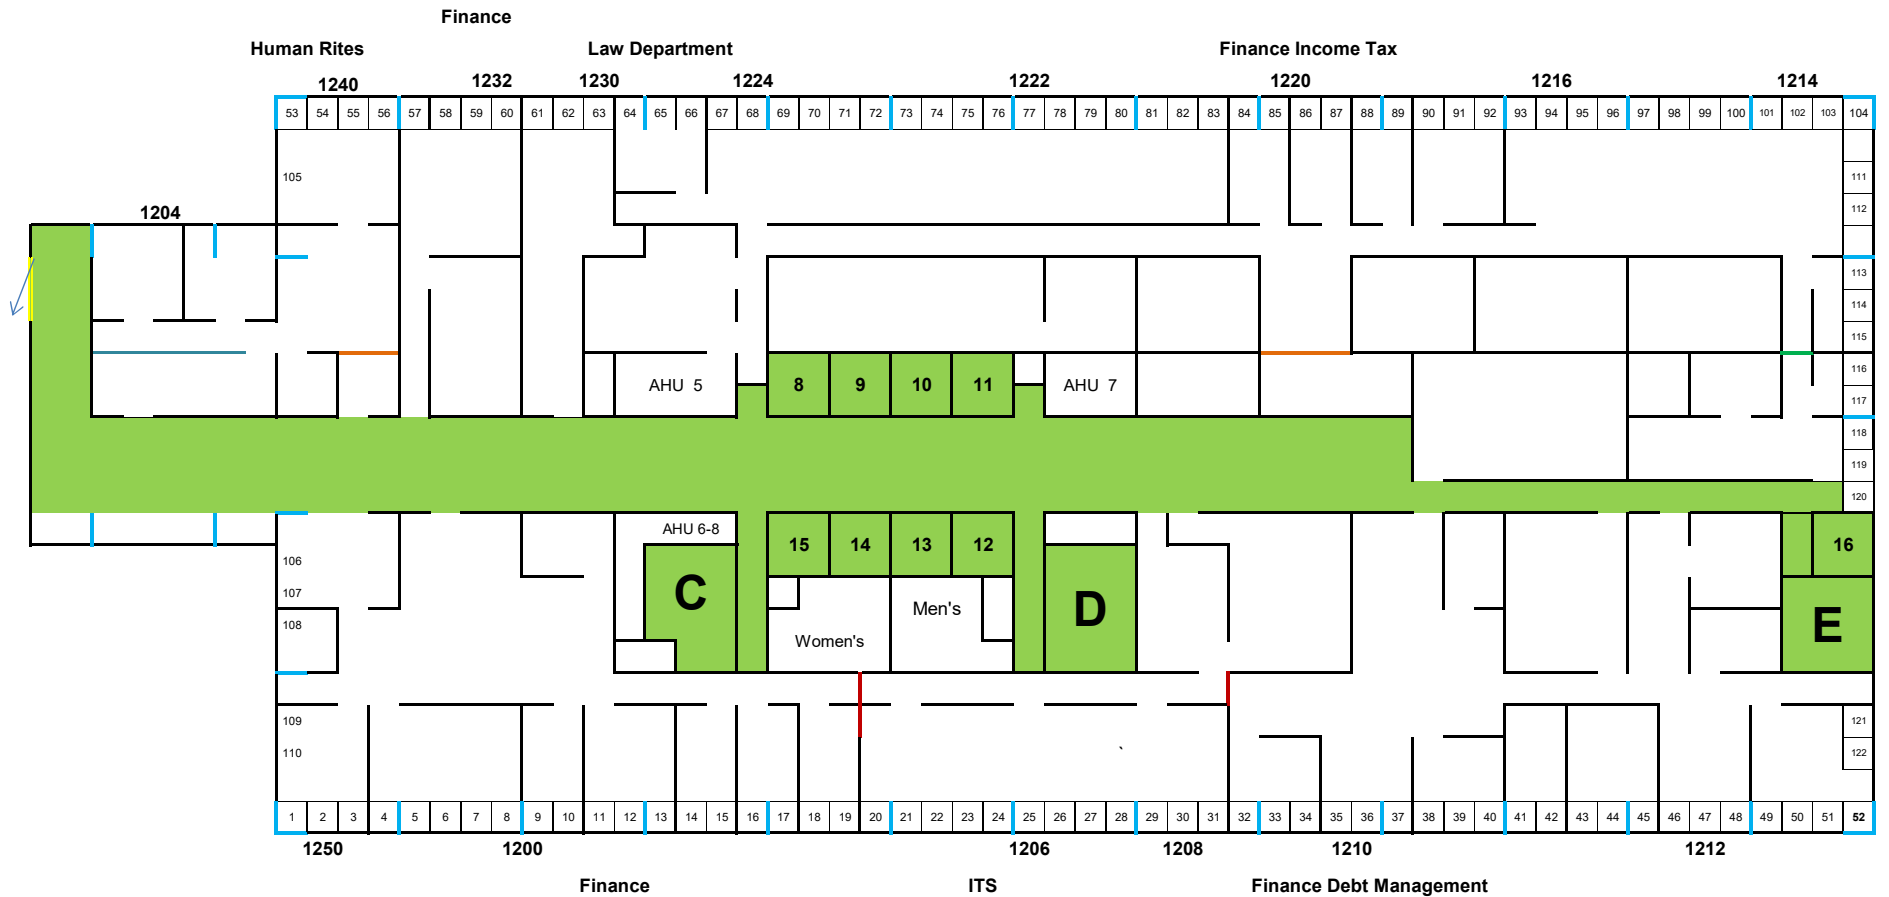 Finance
Human Rites Law Department Finance Income Tax
1240 1232 1230 1224 1222 1220 1216 1214
53 54 55 56 57 58 59 60 61 62 63 64 65 66 67 68 69 70 71 72 73 74 75 76 77 78 79 80 81 82 83 84 85 86 87 88 89 90 91 92 93 94 95 96 97 98 99 100 101 102 103 104
105 111
112
1204
113
114
115
116
AHU 5 8 9 10 11 AHU 7
117
118
119
120
AHU 6-8
15 14 13 12 16
106
107
C Men's D E
108
Women's
109 121
110 ` 122
1 2 3 4 5 6 7 8 9 10 11 12 13 14 15 16 17 18 19 20 21 22 23 24 25 26 27 28 29 30 31 32 33 34 35 36 37 38 39 40 41 42 43 44 45 46 47 48 49 50 51 52
1250 1200 1206 1208 1210 1212
Finance ITS Finance Debt Management